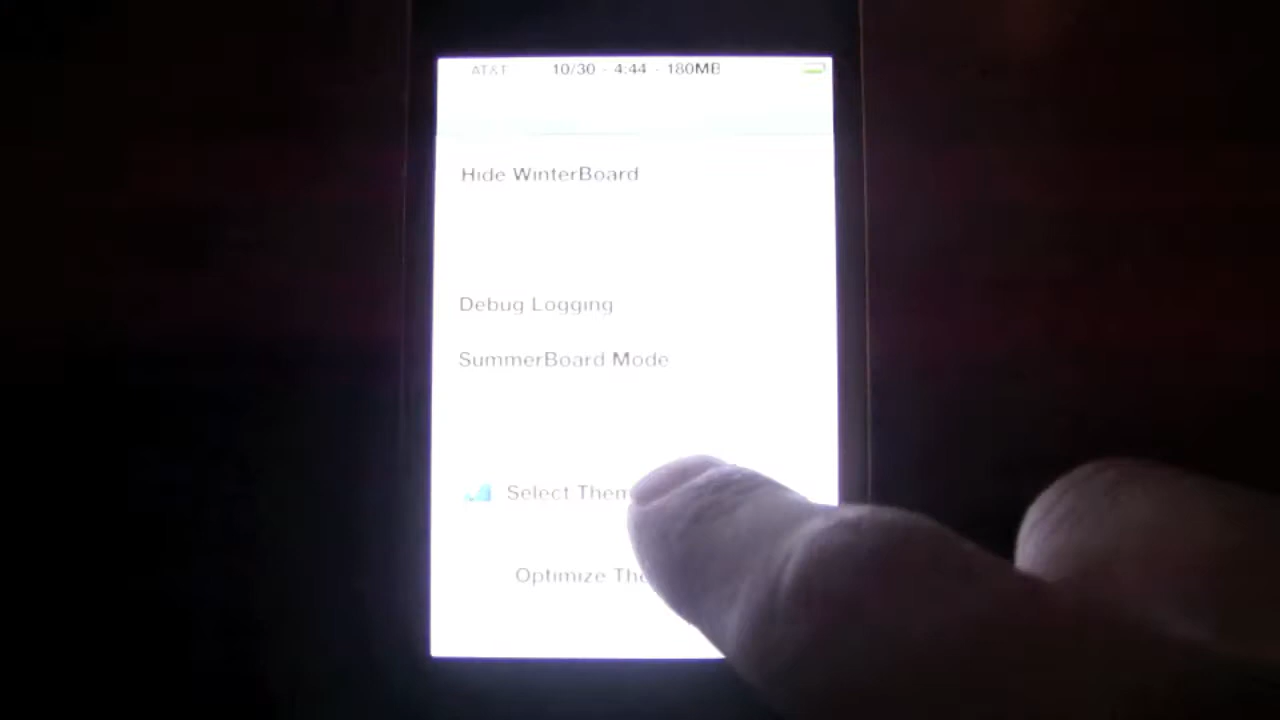 AT&T 10/30 - 4:44 - 180MB
Hide WinterBoard
Debug Logging
SummerBoard Mode
Select Them
Optimize The